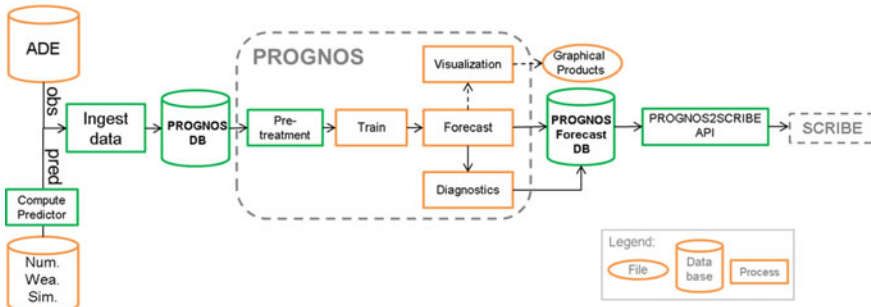 ADE
obs
Ingest
data
pred
Compute
Predictor
Num.
Wea.
Sim.
PROGNOS
DB
PROGNOS
Pre-
treatment
Train
Visualization
Forecast
Diagnostics
Graphical
Products
PROGNOS
Forecast
DB
PROGNOS2SCRIBE
API
SCRIBE
Legend:
File
Data
base
Process